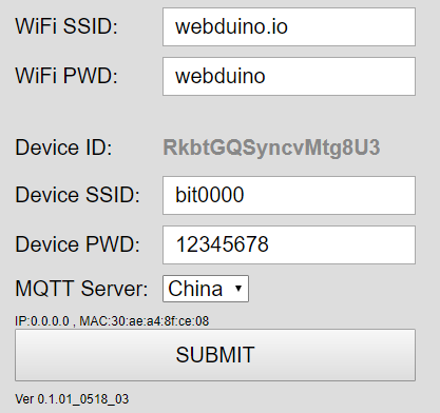 WiFi SSID: webduino.io
WiFi PWD: webduino
Device ID: RkbtGQSyncvMtg8U3
Device SSID: bit0000
Device PWD: 12345678
MQTT Server: China
IP:0.0.0.0 , MAC:30:ae:a4:8f:ce:08
SUBMIT
Ver 0.1.01_0518_03